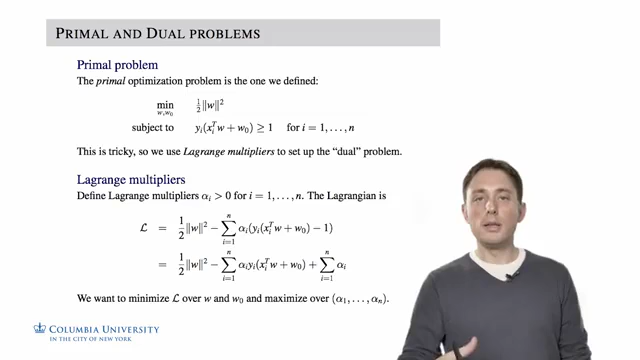 PRIMAL AND DUAL PROBLEMS
Primal problem
The primal optimization problem is the one we defined:
min w,w₀ ½‖w‖²
subject to yᵢ(xᵢᵀw + w₀) ≥ 1 for i = 1, . . . , n
This is tricky, so we use Lagrange multipliers to set up the “dual” problem.
Lagrange multipliers
Define Lagrange multipliers αᵢ > 0 for i = 1, . . . , n. The Lagrangian is
ℒ = 1/2 ‖w‖² − ∑ᵢ₌₁ⁿ αᵢ(yᵢ(xᵢᵀw + w₀) − 1)
= 1/2 ‖w‖² − ∑ᵢ₌₁ⁿ αᵢyᵢ(xᵢᵀw + w₀) + ∑ᵢ₌₁ⁿ αᵢ
We want to minimize ℒ over w and w₀ and maximize over (α₁, . . . , αₙ).
COLUMBIA UNIVERSITY
IN THE CITY OF NEW YORK